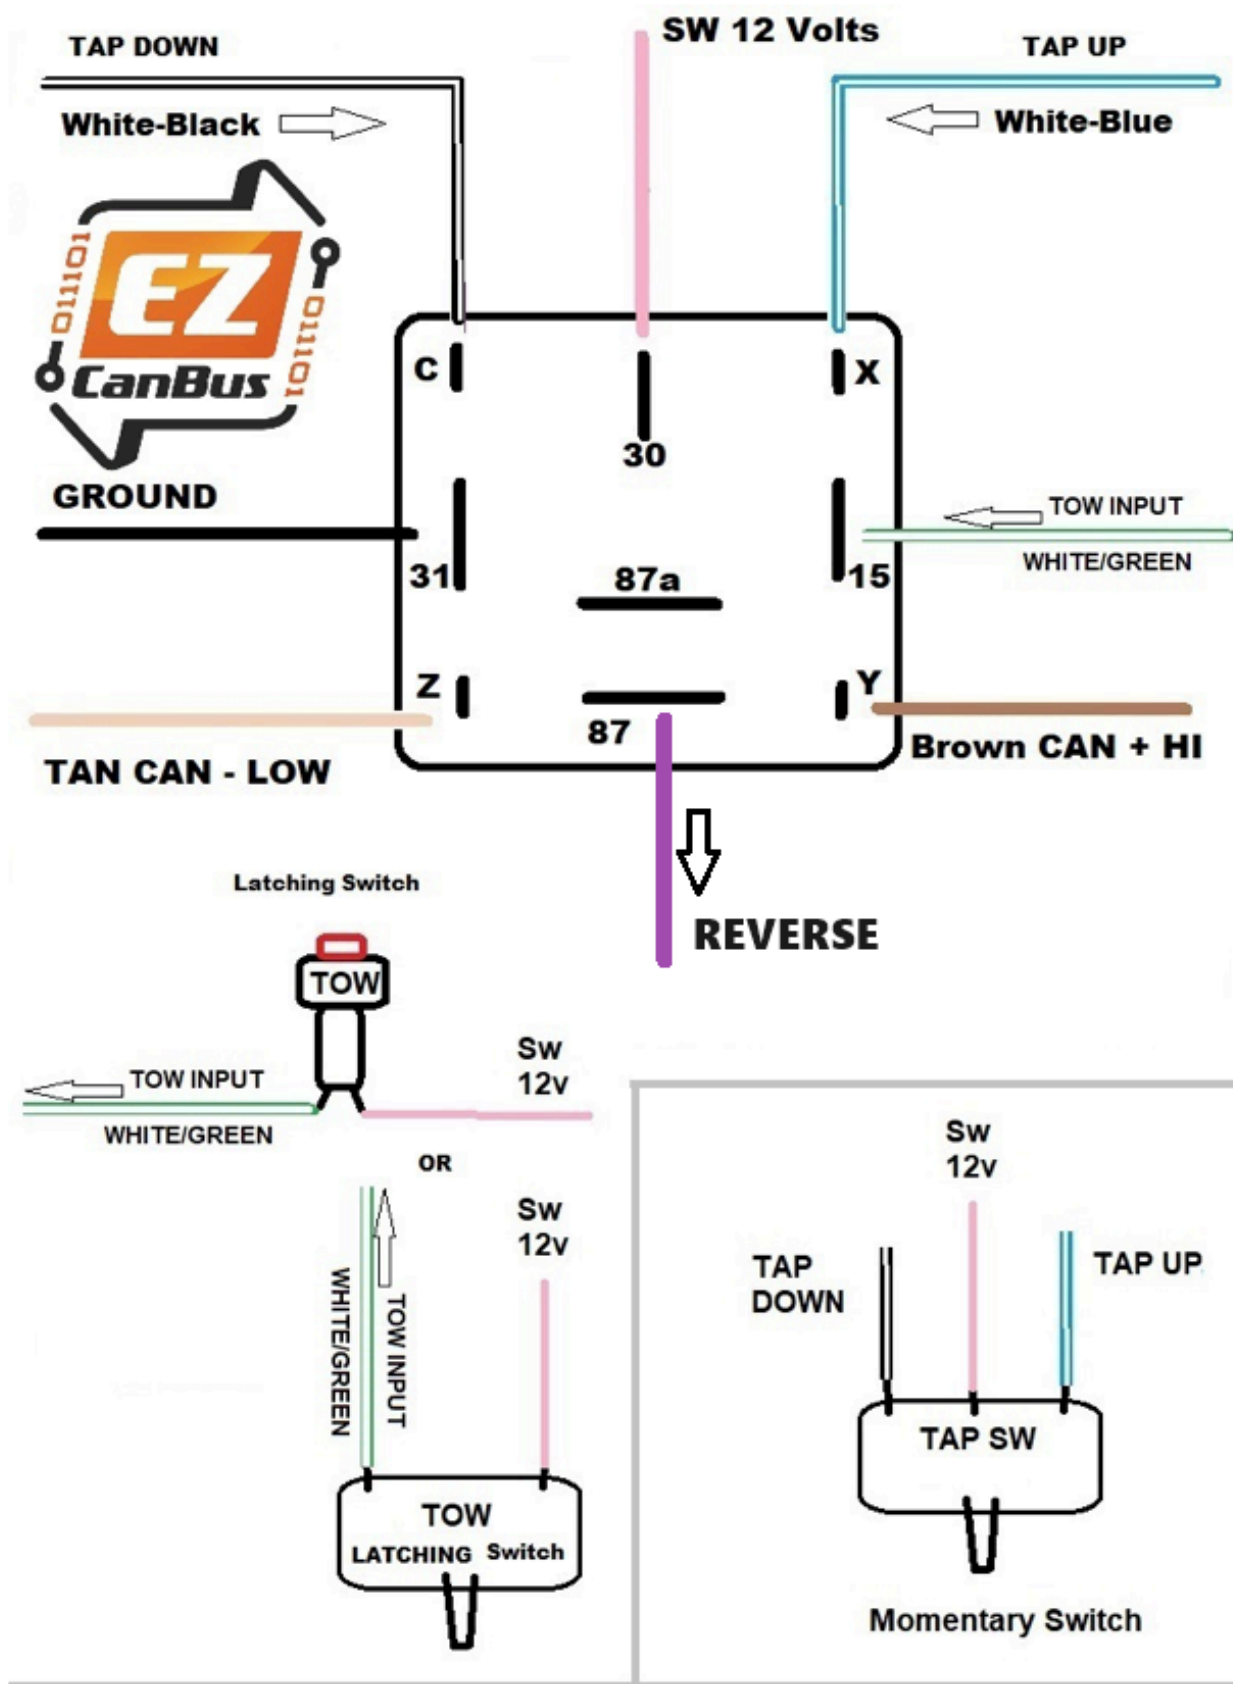 TAP DOWN
SW 12 Volts
TAP UP
White-Black
White-Blue
011101
EZ
CanBus
011101
C
X
30
GROUND
TOW INPUT
WHITE/GREEN
31
87a
15
Z
Y
87
TAN CAN - LOW
Brown CAN + HI
REVERSE
Latching Switch
TOW
Sw
12v
TOW INPUT
WHITE/GREEN
OR
Sw
12v
WHITE/GREEN
TOW INPUT
TOW
LATCHING Switch
Sw
12v
TAP
DOWN
TAP UP
TAP SW
Momentary Switch